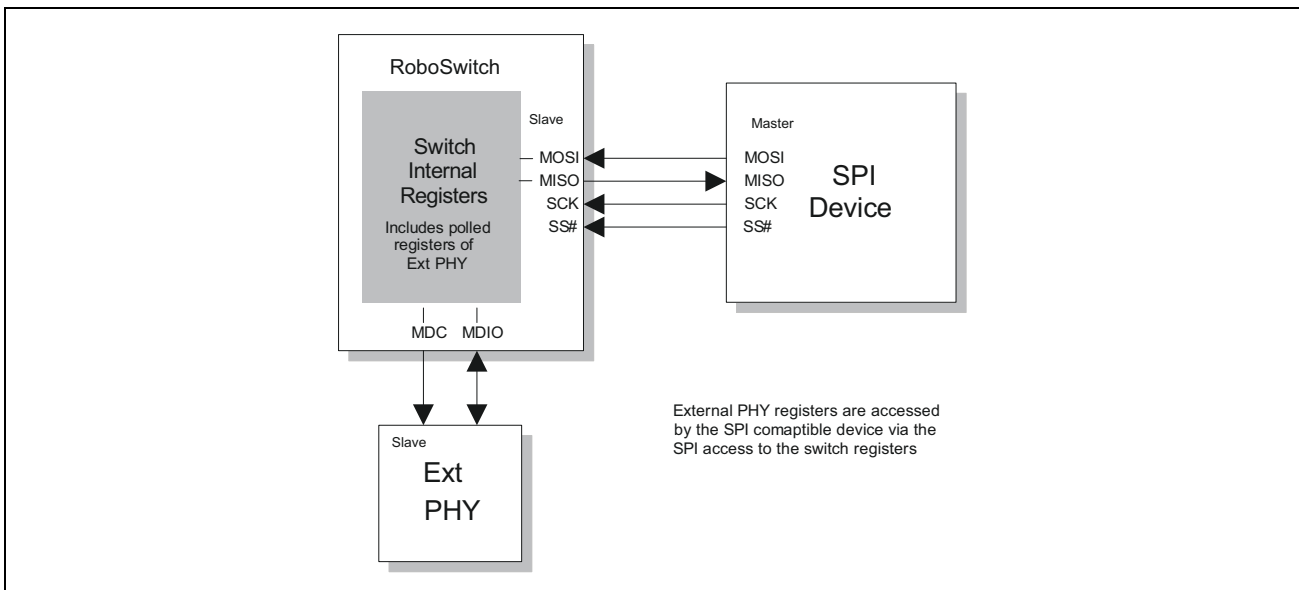 RoboSwitch
Slave
Switch
Internal
Registers
Includes polled
registers of
Ext PHY
MOSI
MISO
SCK
SS#
MDC MDIO
Master
MOSI
MISO
SCK
SS#
SPI
Device
Slave
Ext
PHY
External PHY registers are accessed
by the SPI comaptible device via the
SPI access to the switch registers